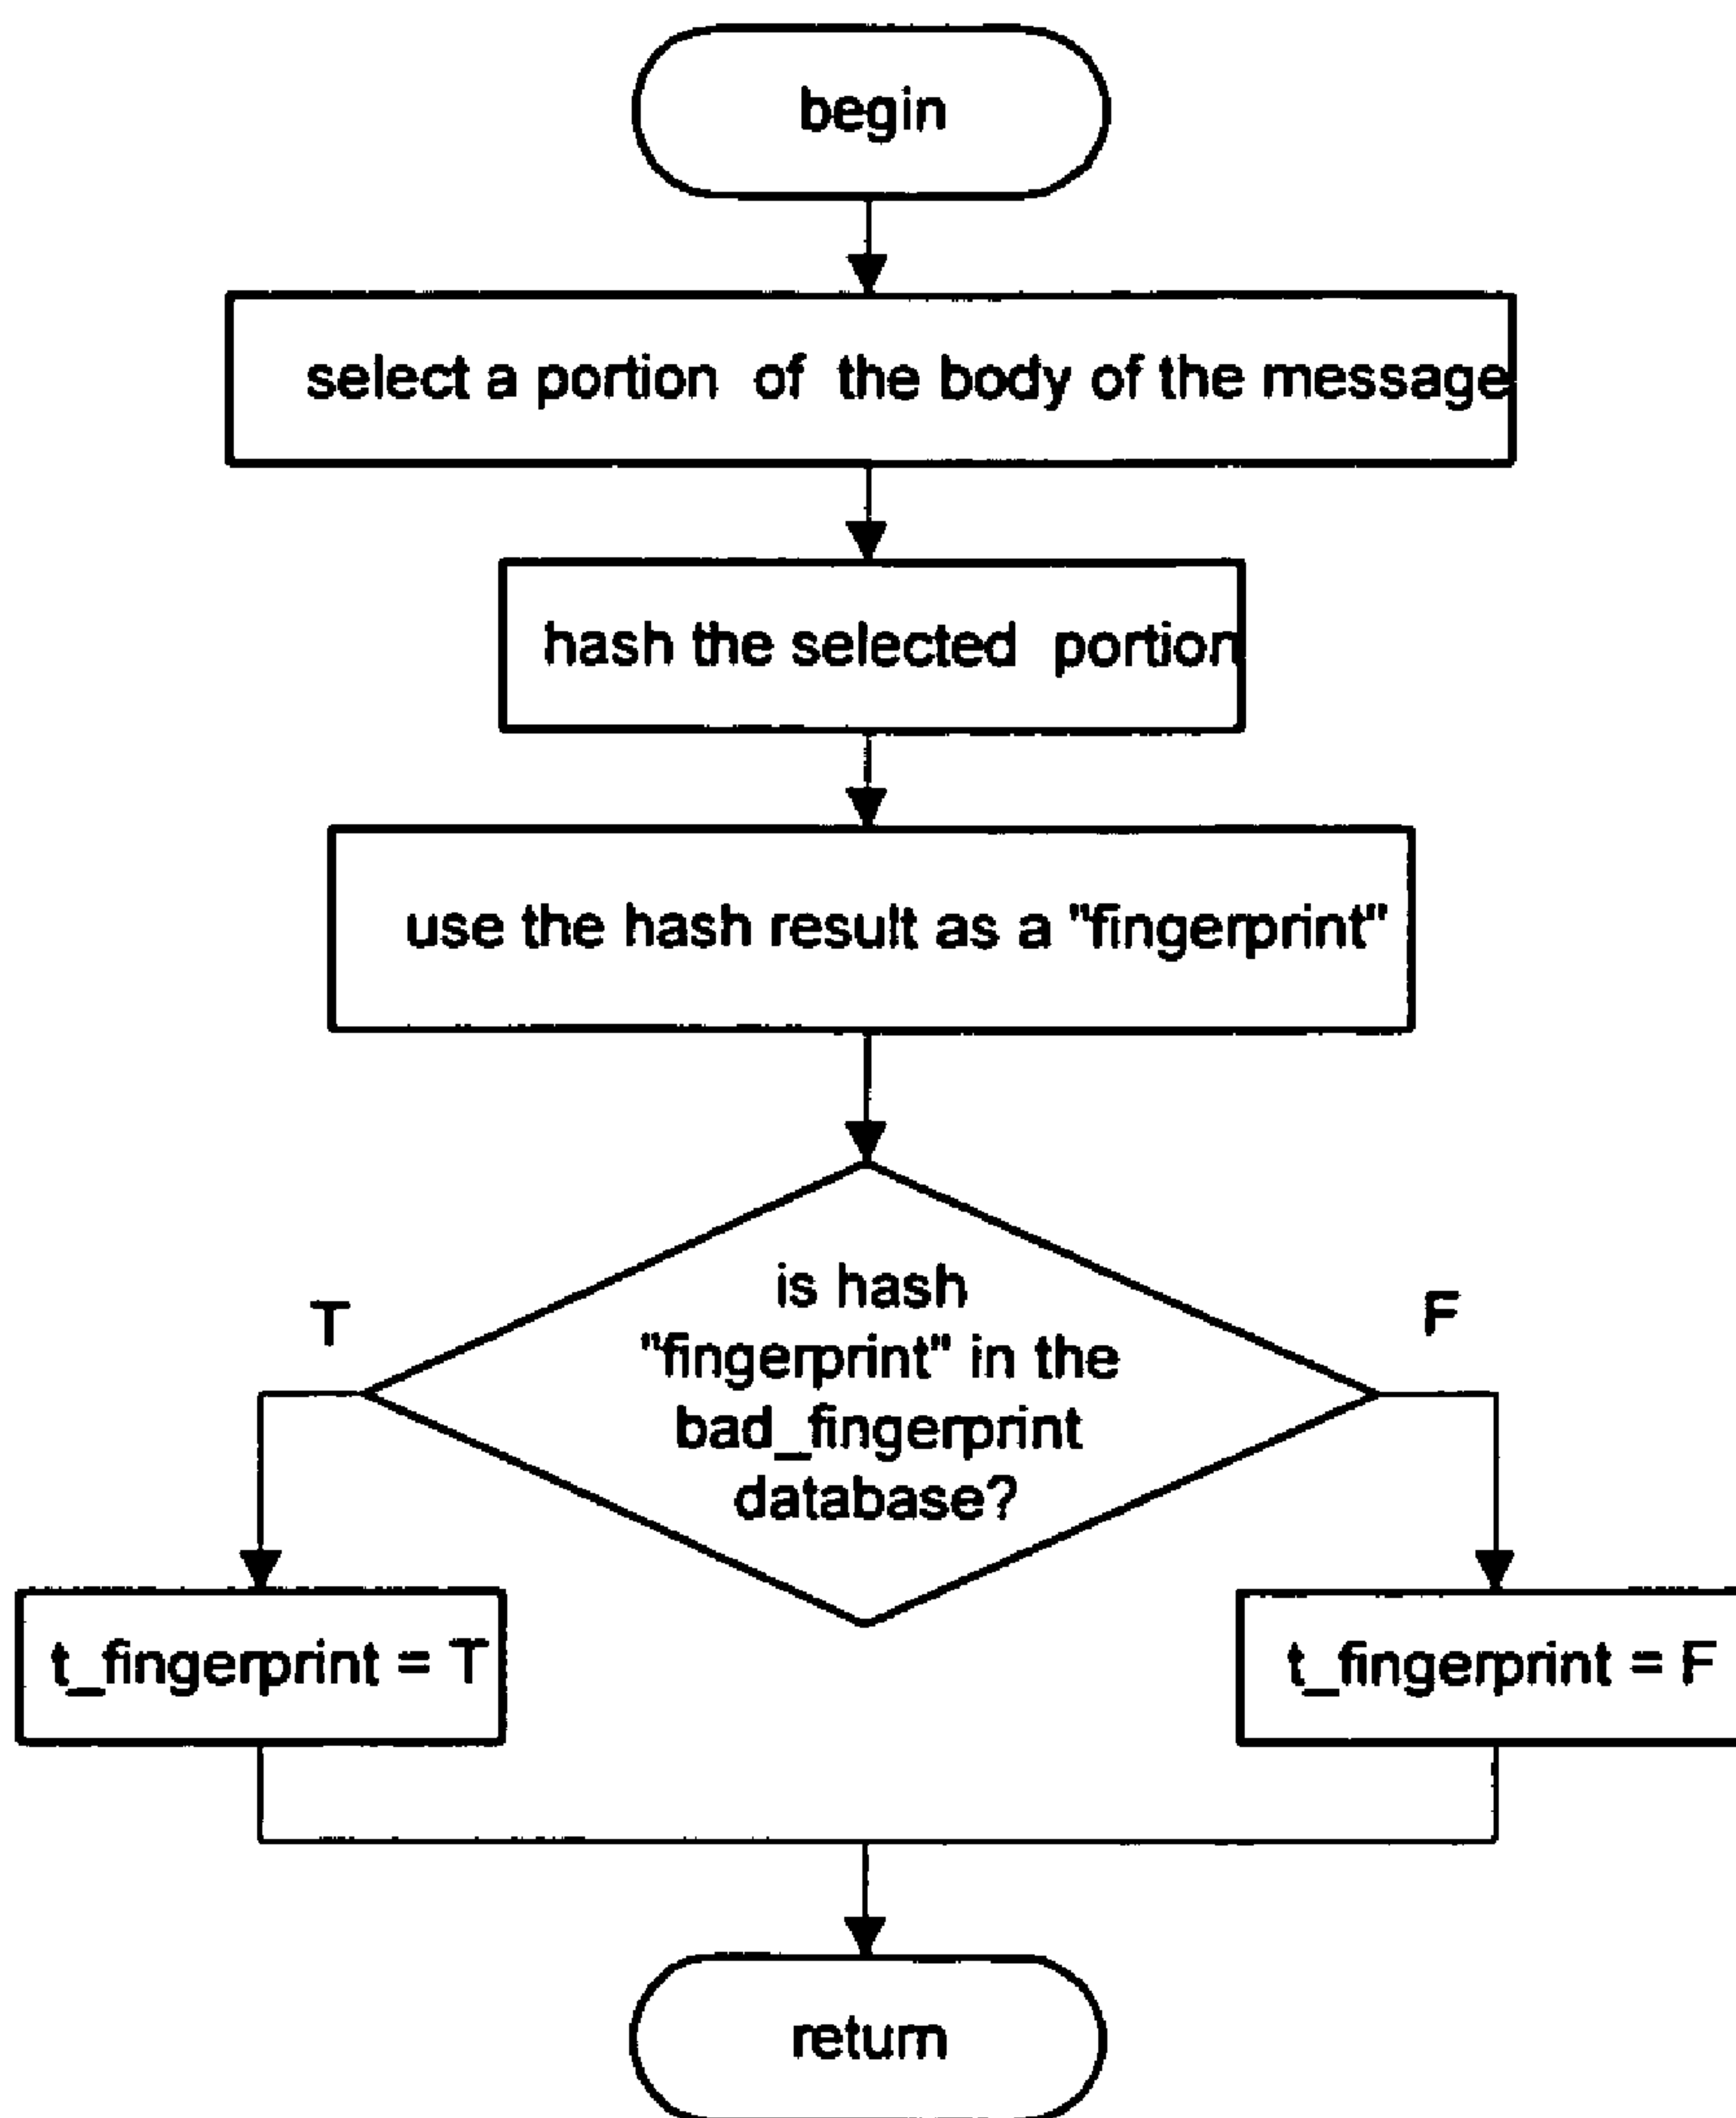 begin
select a portion of the body of the message
hash the selected portion
use the hash result as a "fingerprint"
is hash
"fingerprint" in the
bad_fingerprint
database?
T
F
t_fingerprint = T
t_fingerprint = F
return